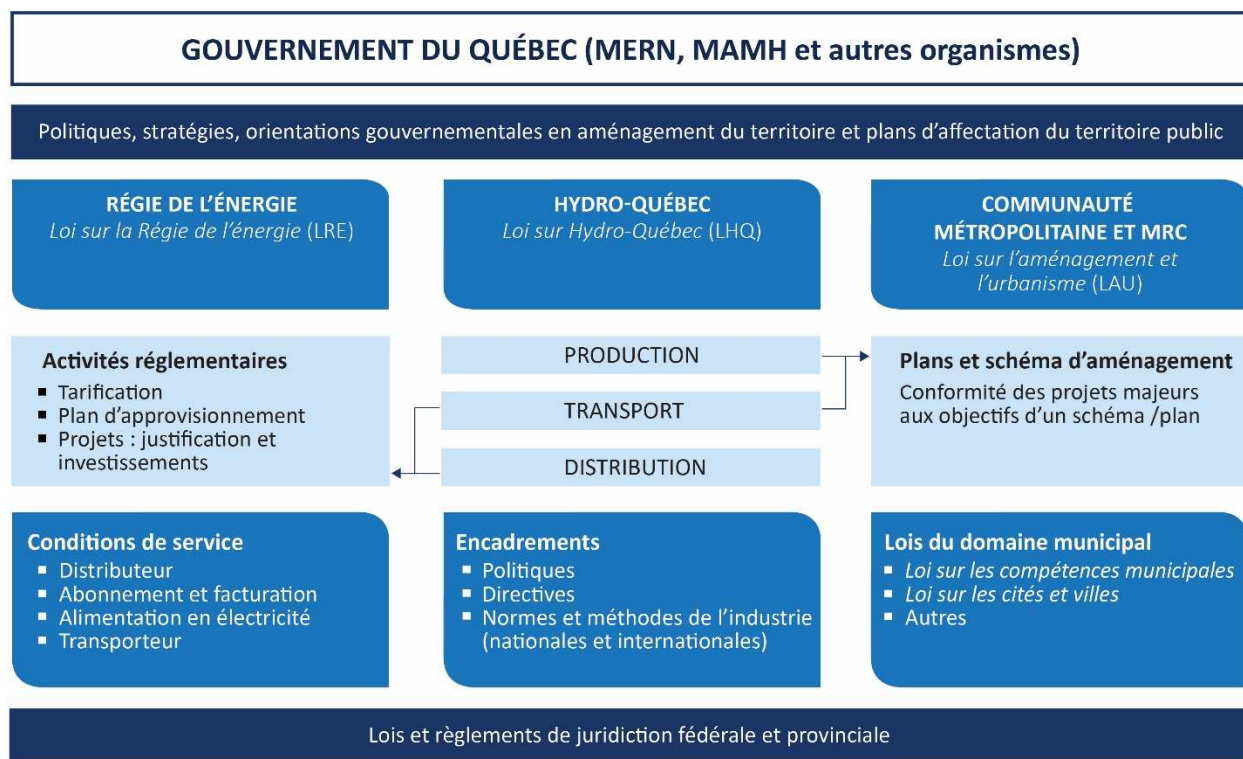 GOUVERNEMENT DU QUÉBEC (MERN, MAMH et autres organismes)
Politiques, stratégies, orientations gouvernementales en aménagement du territoire et plans d’affectation du territoire public
RÉGIE DE L’ÉNERGIE
Loi sur la Régie de l’énergie (LRE)
HYDRO-QUÉBEC
Loi sur Hydro-Québec (LHQ)
COMMUNAUTÉ
MÉTROPOLITAINE ET MRC
Loi sur l’aménagement et
l’urbanisme (LAU)
Activités réglementaires
▪ Tarification
▪ Plan d’approvisionnement
▪ Projets : justification et
investissements
PRODUCTION
TRANSPORT
DISTRIBUTION
Plans et schéma d’aménagement
Conformité des projets majeurs
aux objectifs d’un schéma /plan
Conditions de service
▪ Distributeur
▪ Abonnement et facturation
▪ Alimentation en électricité
▪ Transporteur
Encadrements
▪ Politiques
▪ Directives
▪ Normes et méthodes de l’industrie
(nationales et internationales)
Lois du domaine municipal
▪ Loi sur les compétences municipales
▪ Loi sur les cités et villes
▪ Autres
Lois et règlements de juridiction fédérale et provinciale